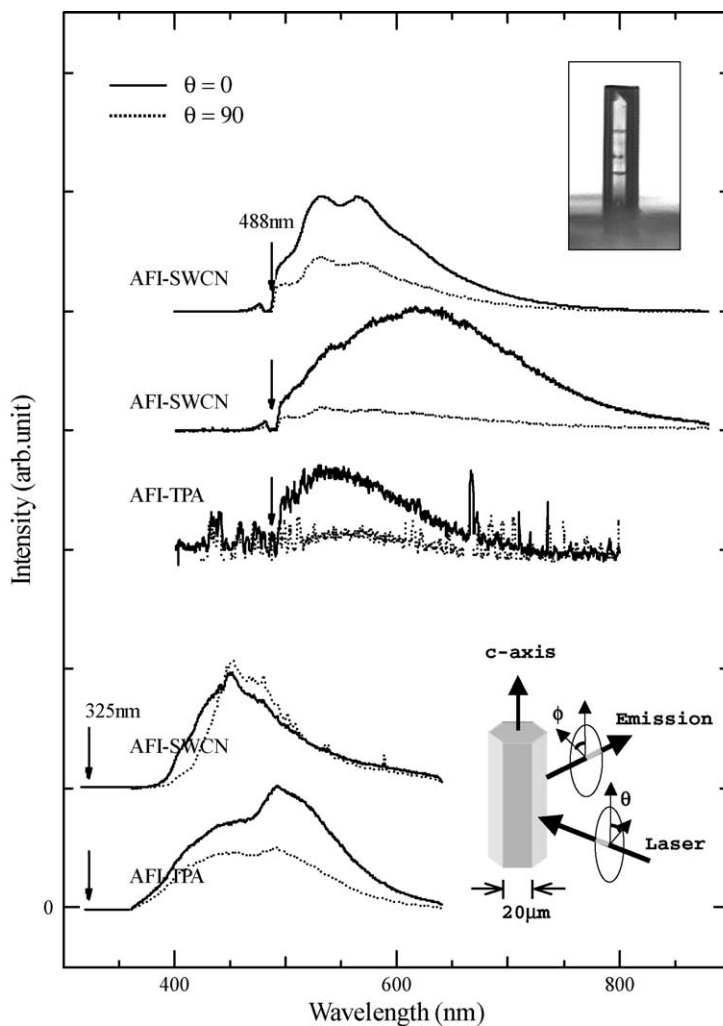 θ = 0
θ = 90
488nm
AFI-SWCN
AFI-SWCN
AFI-TPA
Intensity (arb.unit)
325nm
AFI-SWCN
AFI-TPA
c-axis
ϕ
Emission
θ
Laser
20μm
0
400
600
800
Wavelength (nm)